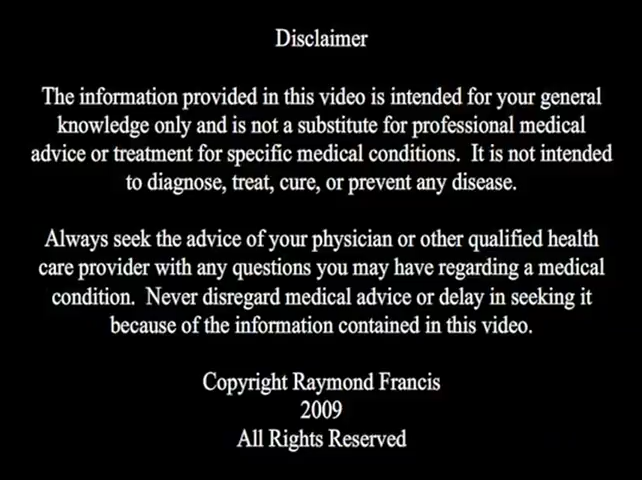 Disclaimer
The information provided in this video is intended for your general
knowledge only and is not a substitute for professional medical
advice or treatment for specific medical conditions.  It is not intended
to diagnose, treat, cure, or prevent any disease.
Always seek the advice of your physician or other qualified health
care provider with any questions you may have regarding a medical
condition.  Never disregard medical advice or delay in seeking it
because of the information contained in this video.
Copyright Raymond Francis
2009
All Rights Reserved